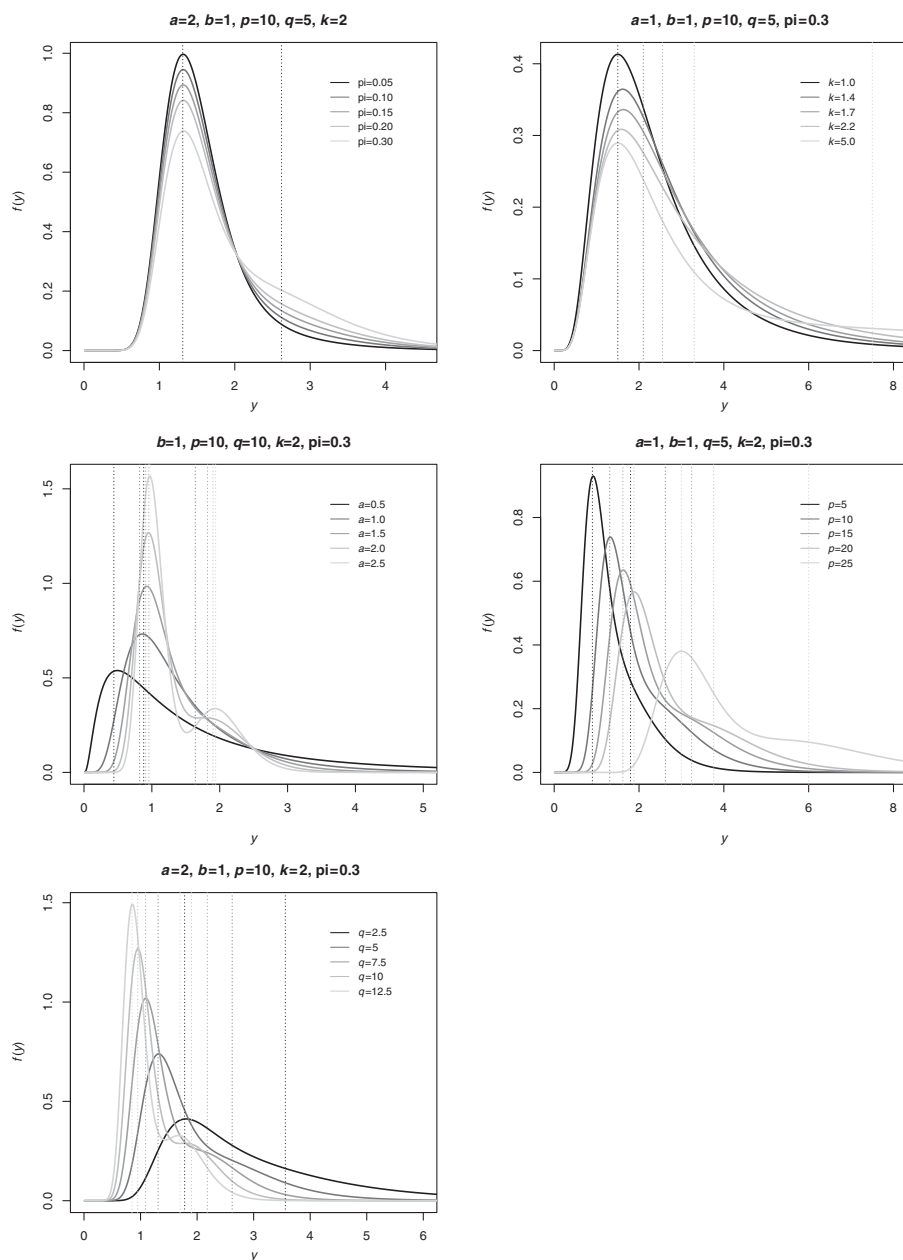 a=2, b=1, p=10, q=5, k=2
f(y)
1.0
0.8
0.6
0.4
0.2
0.0
pi=0.05
pi=0.10
pi=0.15
pi=0.20
pi=0.30
0 1 2 3 4
y
a=1, b=1, p=10, q=5, pi=0.3
f(y)
0.4
0.3
0.2
0.1
0.0
k=1.0
k=1.4
k=1.7
k=2.2
k=5.0
0 2 4 6 8
y
b=1, p=10, q=10, k=2, pi=0.3
f(y)
1.5
1.0
0.5
0.0
a=0.5
a=1.0
a=1.5
a=2.0
a=2.5
0 1 2 3 4 5
y
a=1, b=1, q=5, k=2, pi=0.3
f(y)
0.8
0.6
0.4
0.2
0.0
p=5
p=10
p=15
p=20
p=25
0 2 4 6 8
y
a=2, b=1, p=10, k=2, pi=0.3
f(y)
1.5
1.0
0.5
0.0
q=2.5
q=5
q=7.5
q=10
q=12.5
0 1 2 3 4 5 6
y